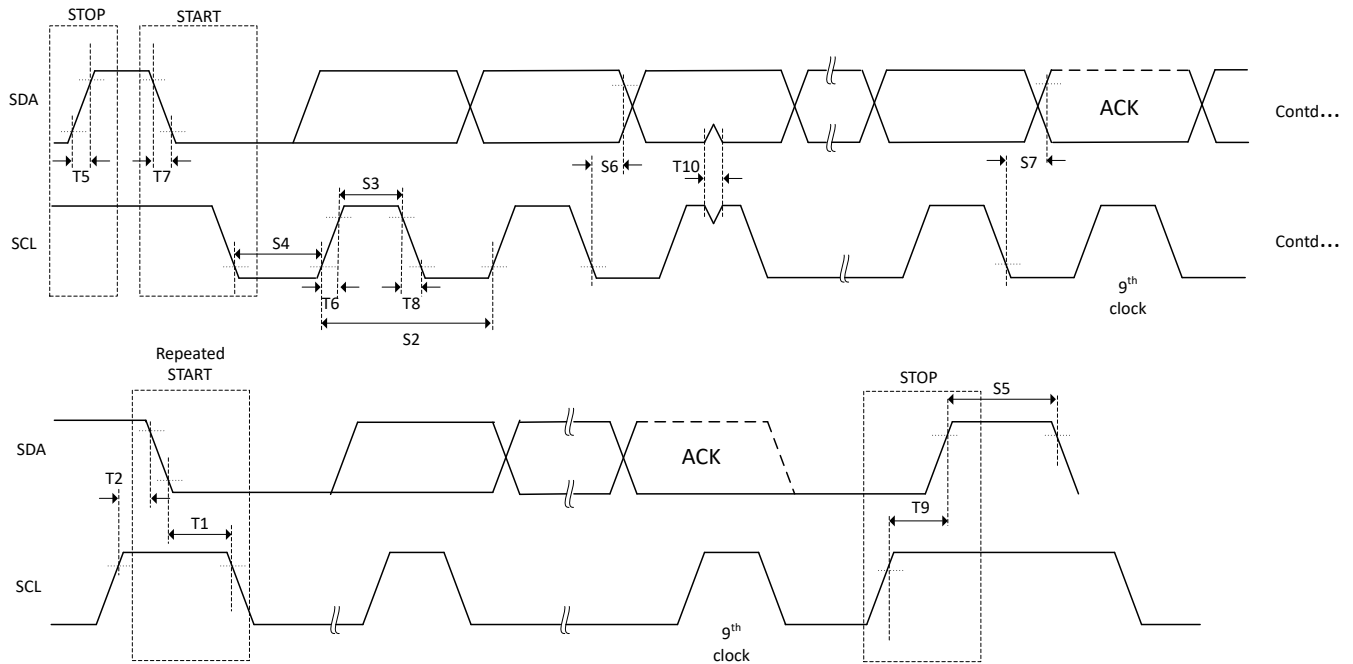 STOP
START
SDA
ACK
Contd...
T5
T7
S6
T10
S7
S3
SCL
S4
Contd...
T6
T8
9th
clock
S2
Repeated
START
STOP
S5
SDA
T2
ACK
T9
T1
SCL
9th
clock